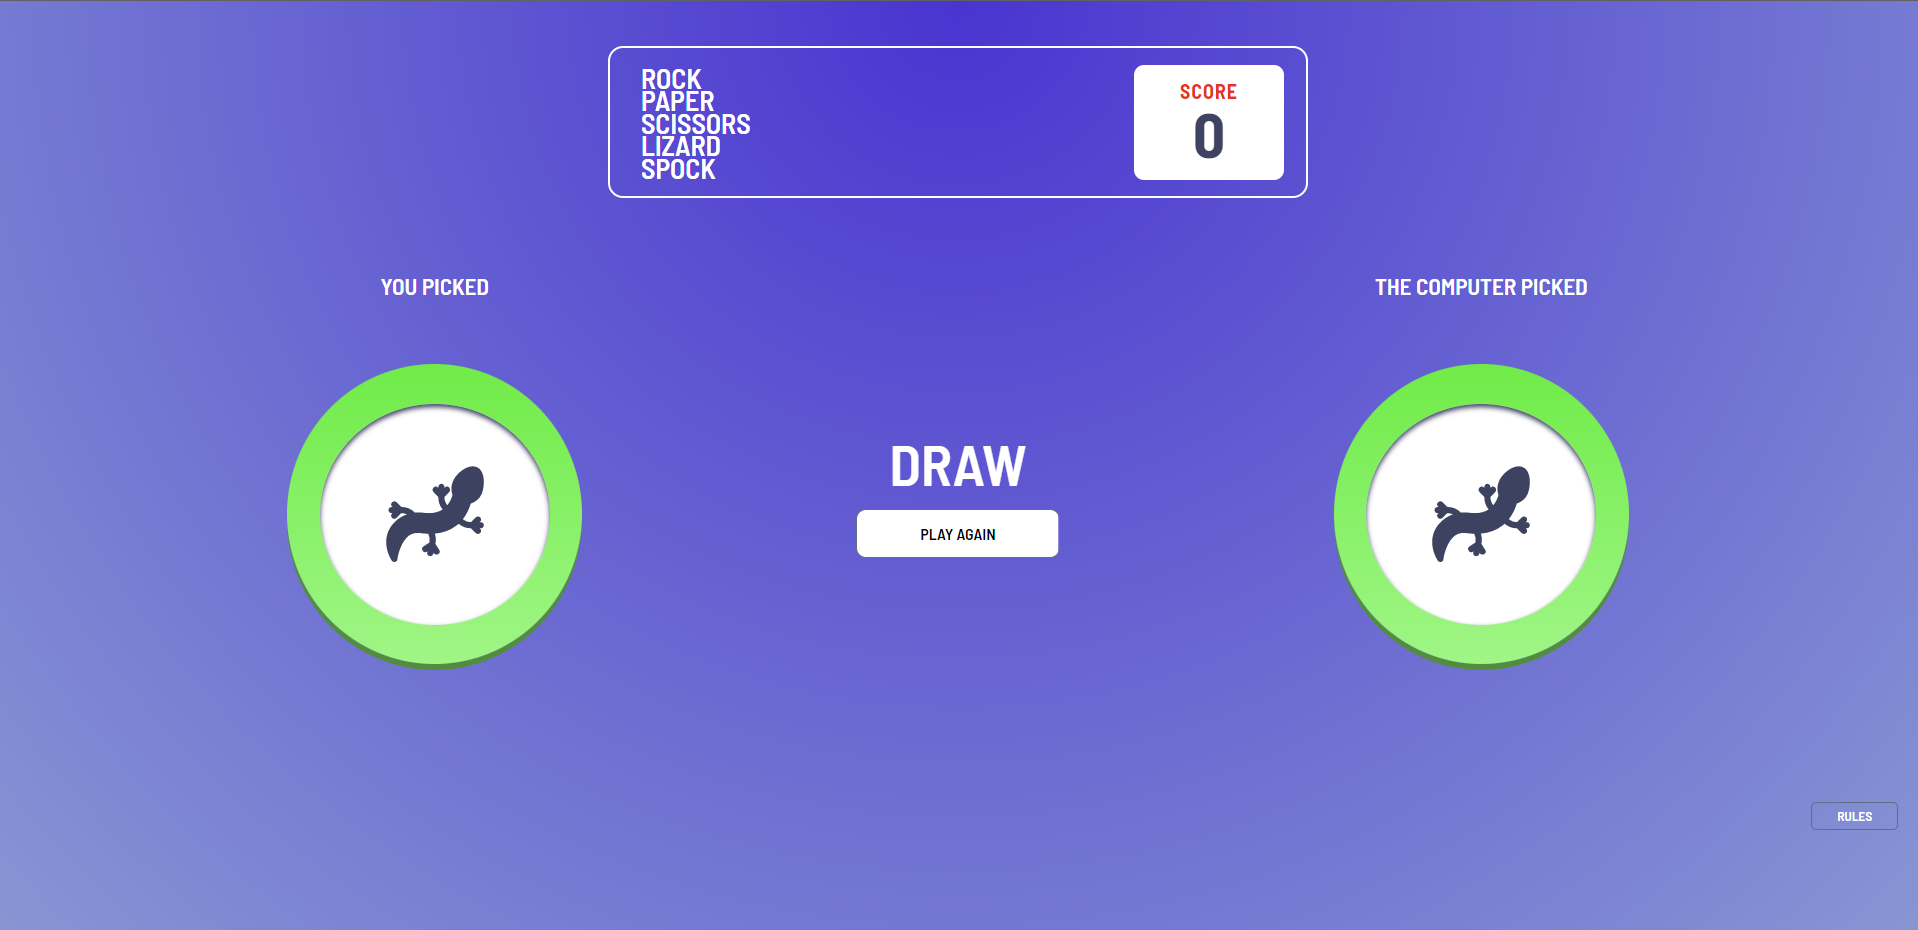 ROCK
PAPER
SCISSORS
LIZARD
SPOCK
SCORE
0
YOU PICKED
THE COMPUTER PICKED
DRAW
PLAY AGAIN
RULES